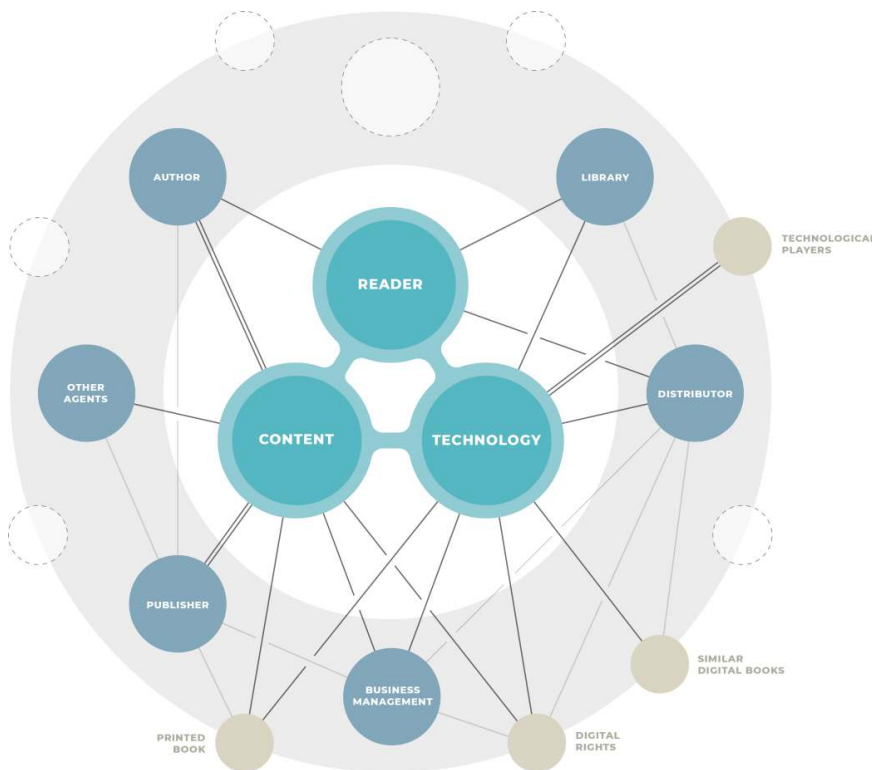 AUTHOR
LIBRARY
TECHNOLOGICAL
PLAYERS
READER
OTHER
AGENTS
DISTRIBUTOR
CONTENT
TECHNOLOGY
PUBLISHER
SIMILAR
DIGITAL BOOKS
BUSINESS
MANAGEMENT
PRINTED
BOOK
DIGITAL
RIGHTS